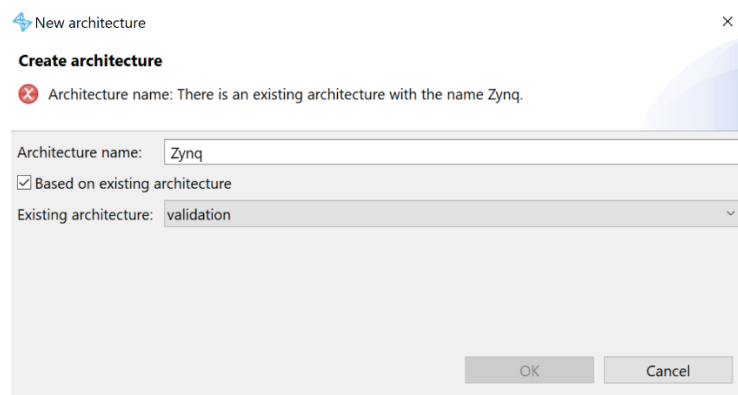 New architecture
Create architecture
Architecture name: There is an existing architecture with the name Zynq.
Architecture name: Zynq
Based on existing architecture
Existing architecture: validation
OK Cancel